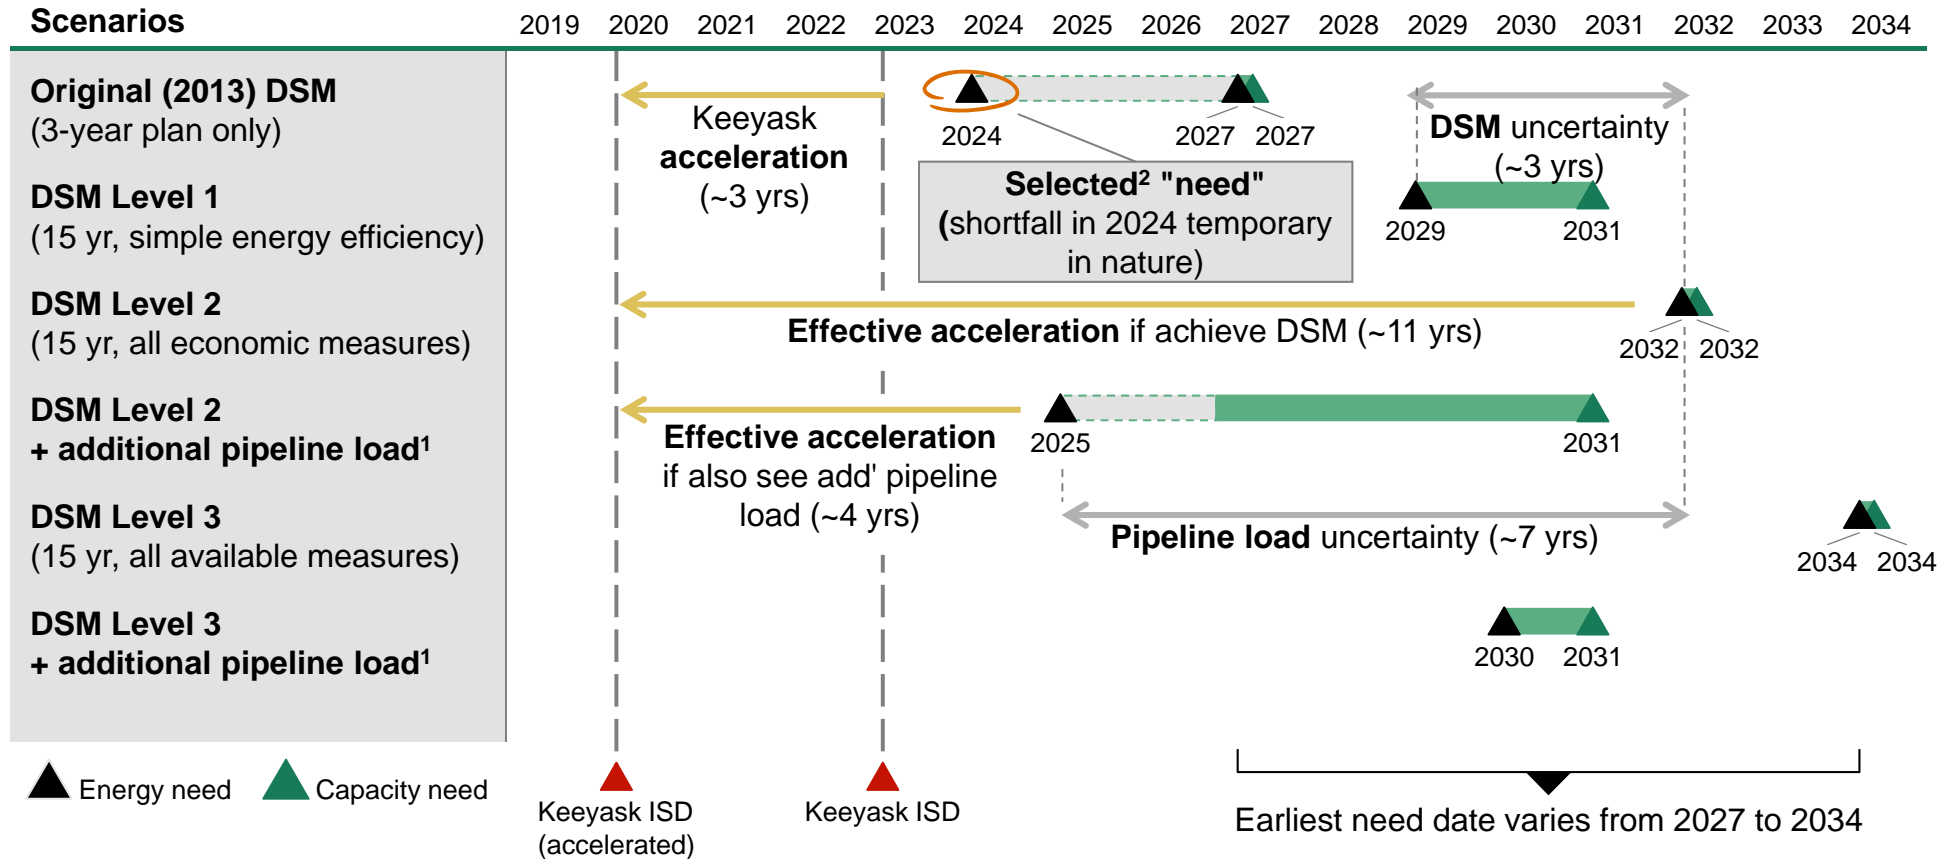 Scenarios
2019 2020 2021 2022 2023 2024 2025 2026 2027 2028 2029 2030 2031 2032 2033 2034
Original (2013) DSM
(3-year plan only)
Keeyask
acceleration
(~3 yrs)
2024
2027 2027
DSM uncertainty
(~3 yrs)
Selected² "need"
(shortfall in 2024 temporary
in nature)
DSM Level 1
(15 yr, simple energy efficiency)
2029 2031
DSM Level 2
(15 yr, all economic measures)
Effective acceleration if achieve DSM (~11 yrs)
2032 2032
DSM Level 2
+ additional pipeline load¹
Effective acceleration
if also see add' pipeline
load (~4 yrs)
2025 2031
Pipeline load uncertainty (~7 yrs)
DSM Level 3
(15 yr, all available measures)
2034 2034
DSM Level 3
+ additional pipeline load¹
2030 2031
Energy need
Capacity need
Keeyask ISD
(accelerated)
Keeyask ISD
Earliest need date varies from 2027 to 2034